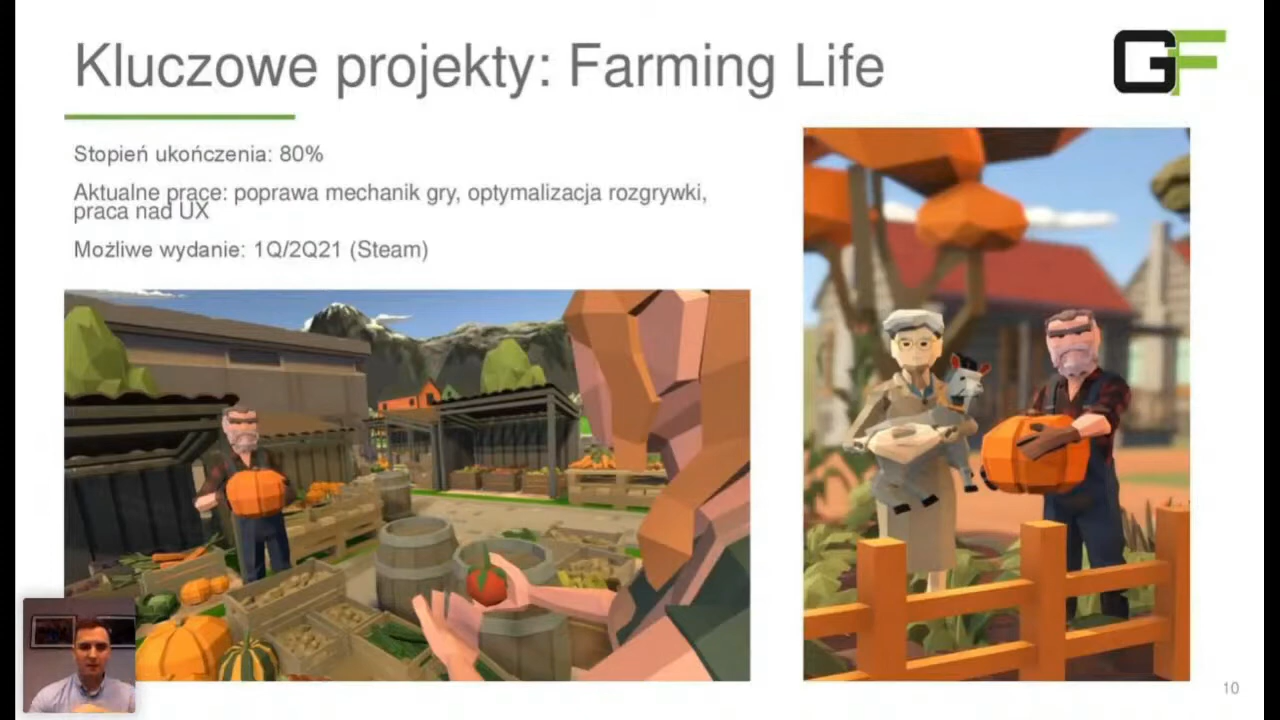 Kluczowe projekty: Farming Life
GF
Stopień ukończenia: 80%
Aktualne prace: poprawa mechanik gry, optymalizacja rozgrywki,
praca nad UX
Możliwe wydanie: 1Q/2Q21 (Steam)
10